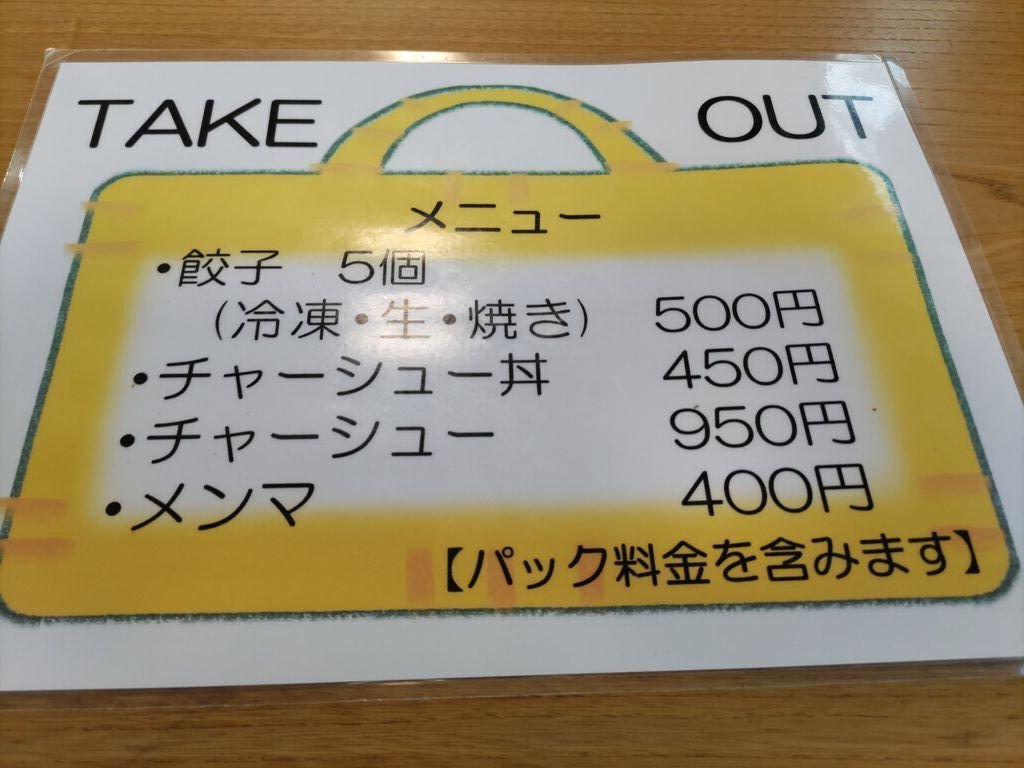 TAKE OUT
メニュー
・餃子 5個
(冷凍・生・焼き) 500円
・チャーシュー丼 450円
・チャーシュー 950円
・メンマ 400円
【パック料金を含みます】